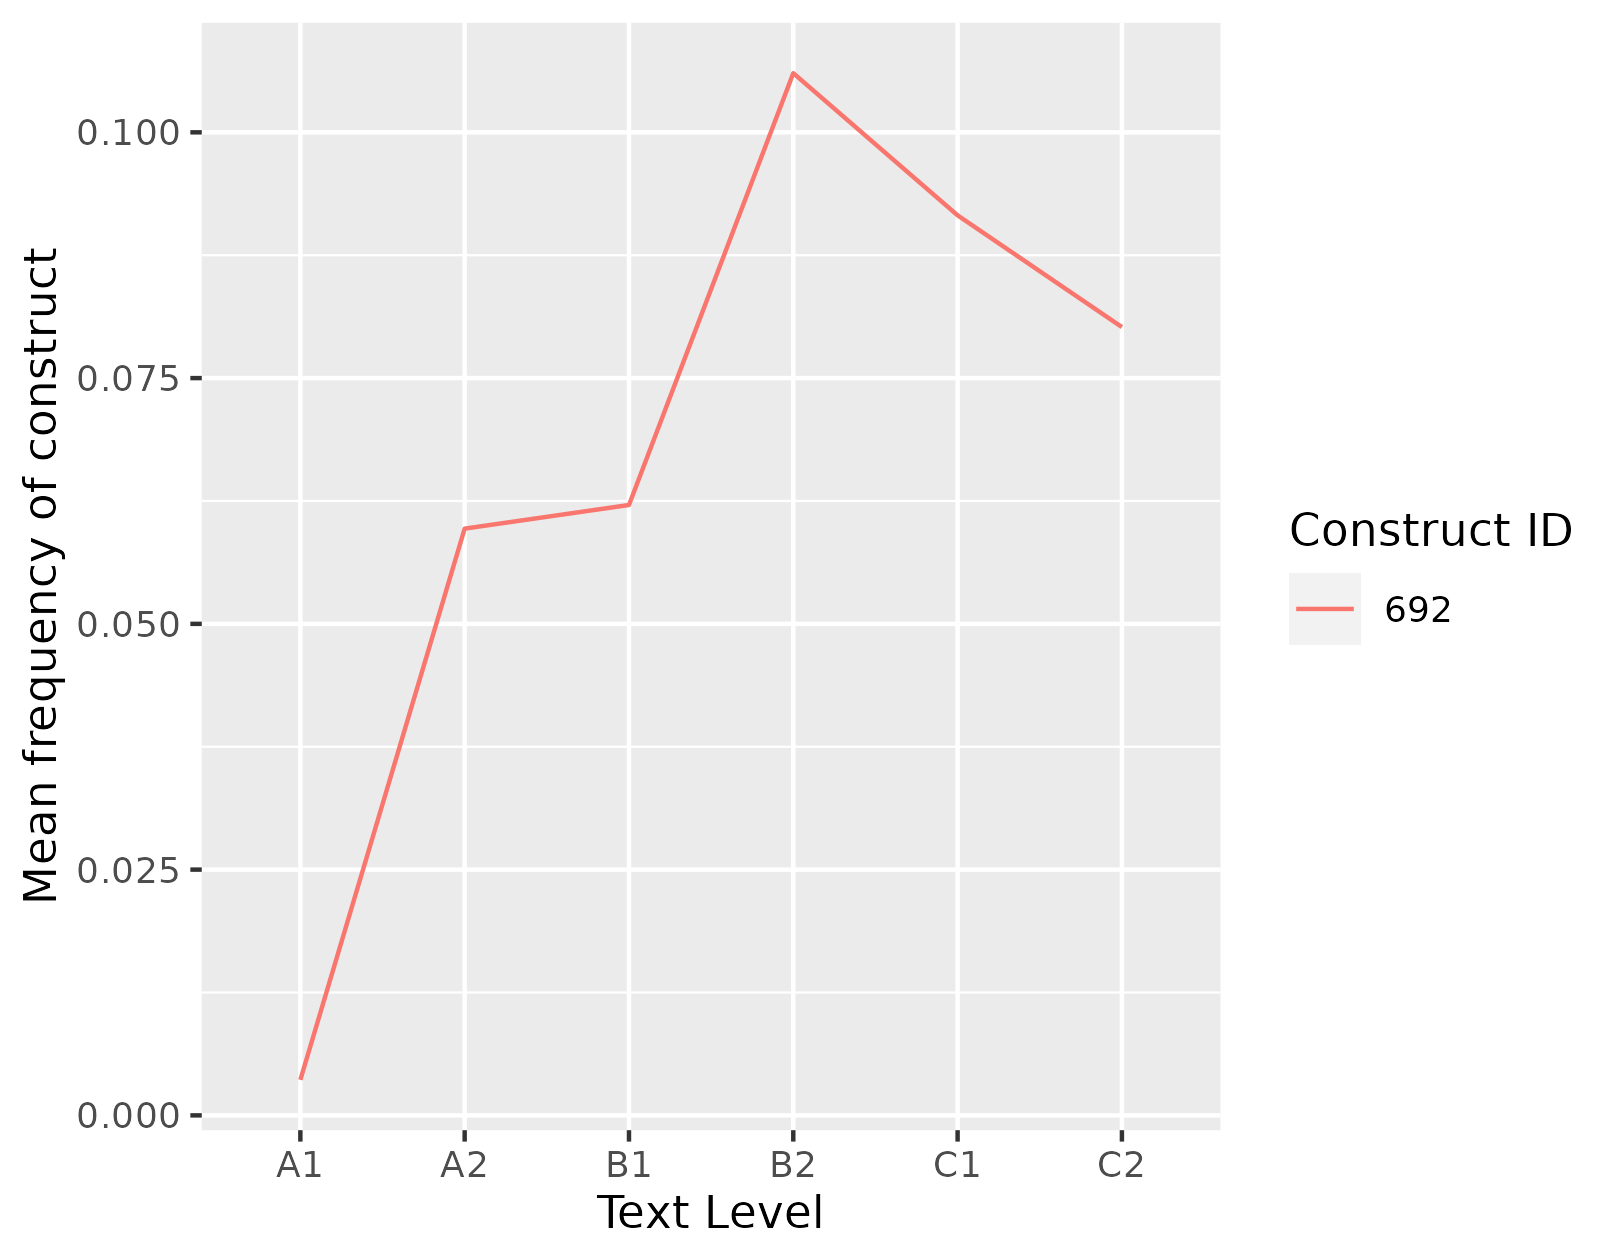 Mean frequency of construct
0.100
0.075
0.050
0.025
0.000
A1 A2 B1 B2 C1 C2
Text Level
Construct ID
692